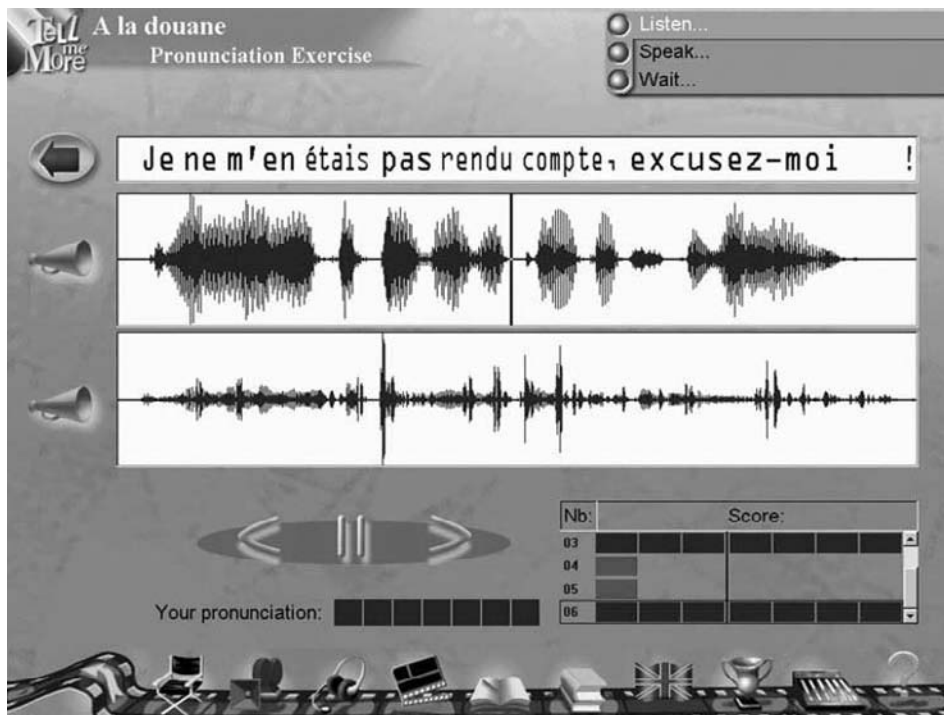 TeLL me More
A la douane
Pronunciation Exercise
Listen...
Speak...
Wait...
Je ne m'en étais pas rendu compte, excusez-moi !
Nb: Score:
03
04
05
06
Your pronunciation:
?